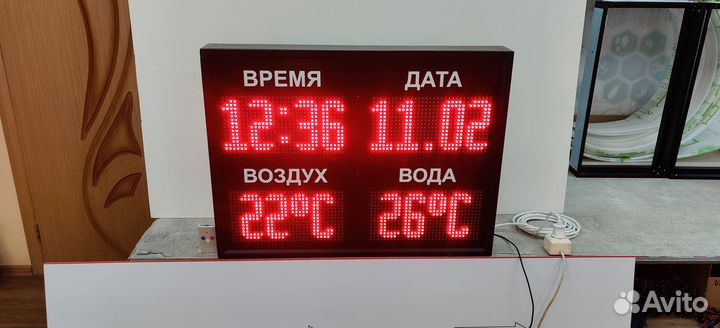 ВРЕМЯ ДАТА
12:36 11.02
ВОЗДУХ ВОДА
22°C 26°C
Avito